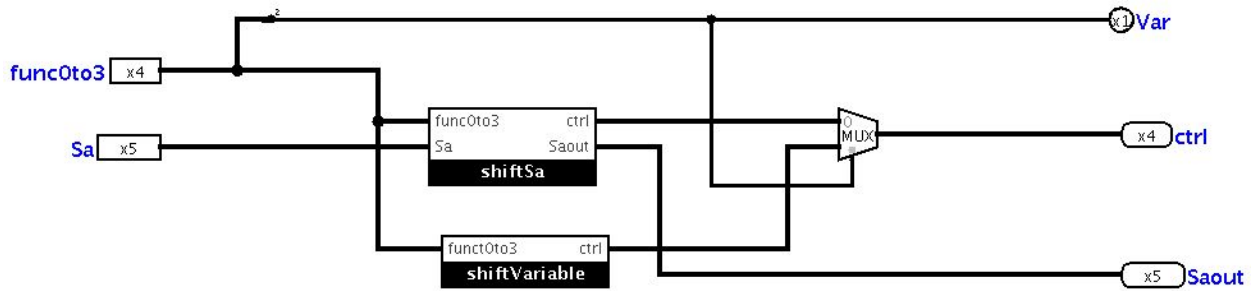 2
x1 Var
func0to3 x4
func0to3 ctrl
0
MUX
x4 ctrl
Sa x5
Sa Saout
shiftSa
funct0to3 ctrl
shiftVariable
x5 Saout